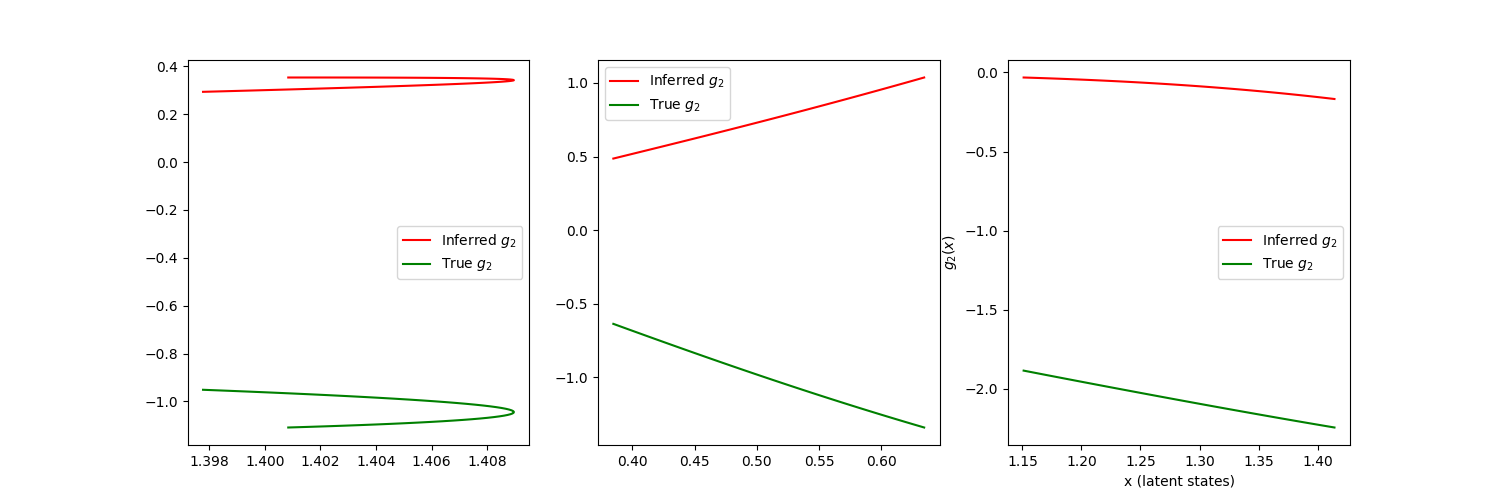 0.4
0.2
0.0
−0.2
−0.4
−0.6
−0.8
−1.0
1.398 1.400 1.402 1.404 1.406 1.408
Inferred g₂
True g₂
1.0
0.5
0.0
−0.5
−1.0
0.40 0.45 0.50 0.55 0.60
Inferred g₂
True g₂
g₂(x)
0.0
−0.5
−1.0
−1.5
−2.0
1.15 1.20 1.25 1.30 1.35 1.40
x (latent states)
Inferred g₂
True g₂